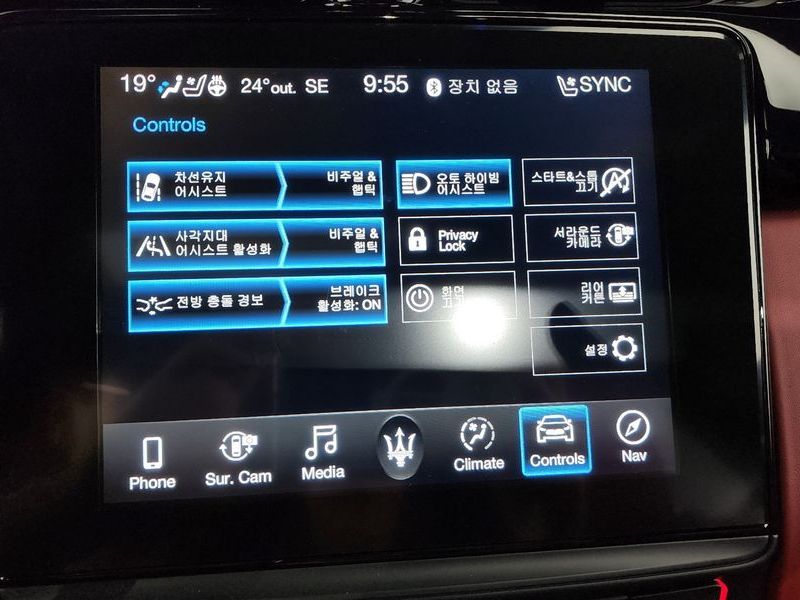 19° 24°out. SE 9:55 장치 없음 SYNC
Controls
차선유지
어시스트
비주얼 &
햅틱
오토 하이빔
어시스트
스타트&스톱
끄기
사각지대
어시스트 활성화
비주얼 &
햅틱
Privacy
Lock
서라운드
카메라
전방 충돌 경보
브레이크
활성화: ON
화면
끄기
리어
커튼
설정
Phone
Sur. Cam
Media
Climate
Controls
Nav